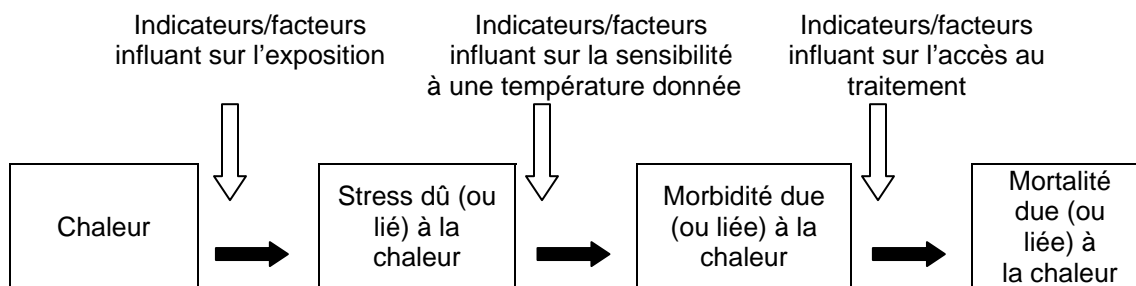 Indicateurs/facteurs
influant sur l'exposition
Indicateurs/facteurs
influant sur la sensibilité
à une température donnée
Indicateurs/facteurs
influant sur l'accès au
traitement
Chaleur
Stress dû (ou
lié) à la
chaleur
Morbidité due
(ou liée) à la
chaleur
Mortalité
due (ou
liée) à
la chaleur